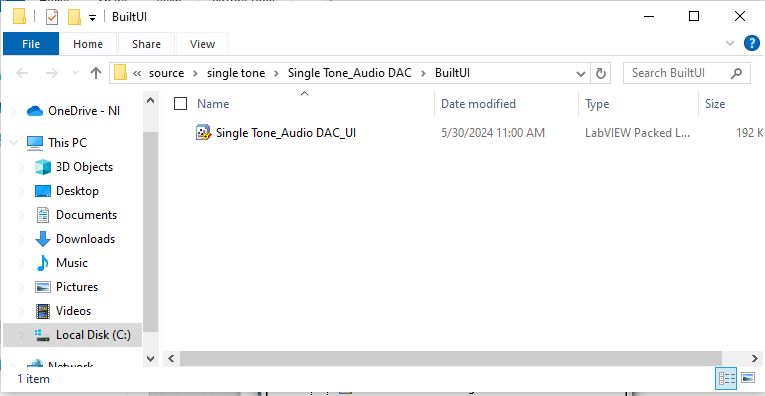 BuiltUI
File Home Share View
source single tone Single Tone_Audio DAC BuiltUI Search BuiltUI
OneDrive - NI
This PC
3D Objects
Desktop
Documents
Downloads
Music
Pictures
Videos
Local Disk (C:)
Network
Name Date modified Type Size
Single Tone_Audio DAC_UI 5/30/2024 11:00 AM LabVIEW Packed L... 192 K
1 item